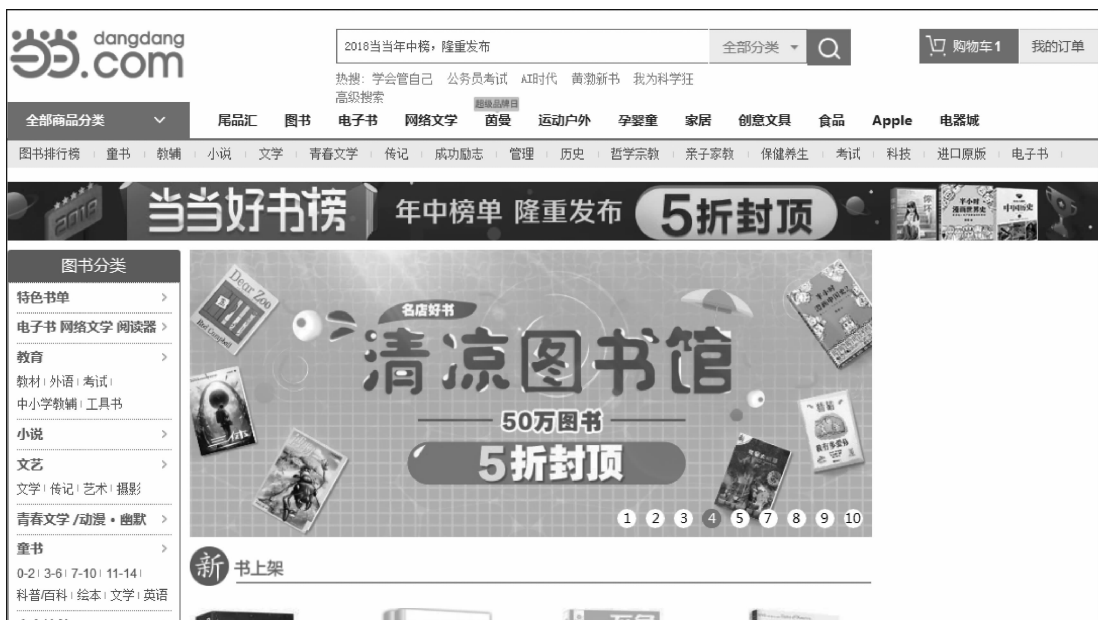 dangdang
当当.com
2018当当年中榜，隆重发布
全部分类
购物车1
我的订单
热搜: 学会管自己 公务员考试 AI时代 黄渤新书 我为科学狂
高级搜索
超级品牌日
全部商品分类 尾品汇 图书 电子书 网络文学 茵曼 运动户外 孕婴童 家居 创意文具 食品 Apple 电器城
图书排行榜 童书 教辅 小说 文学 青春文学 传记 成功励志 管理 历史 哲学宗教 亲子家教 保健养生 考试 科技 进口原版 电子书
2018 当当好书榜 年中榜单 隆重发布 5折封顶
图书分类
特色书单
电子书 网络文学 阅读器
教育
教材 外语 考试
中小学教辅 工具书
小说
文艺
文学 传记 艺术 摄影
青春文学 /动漫·幽默
童书
0-2 3-6 7-10 11-14
科普/百科 绘本 文学 英语
Dear Zoo
Rod Campbell
名店好书
清凉图书馆
50万图书
5折封顶
三体
1 2 3 4 5 7 8 9 10
新书上架